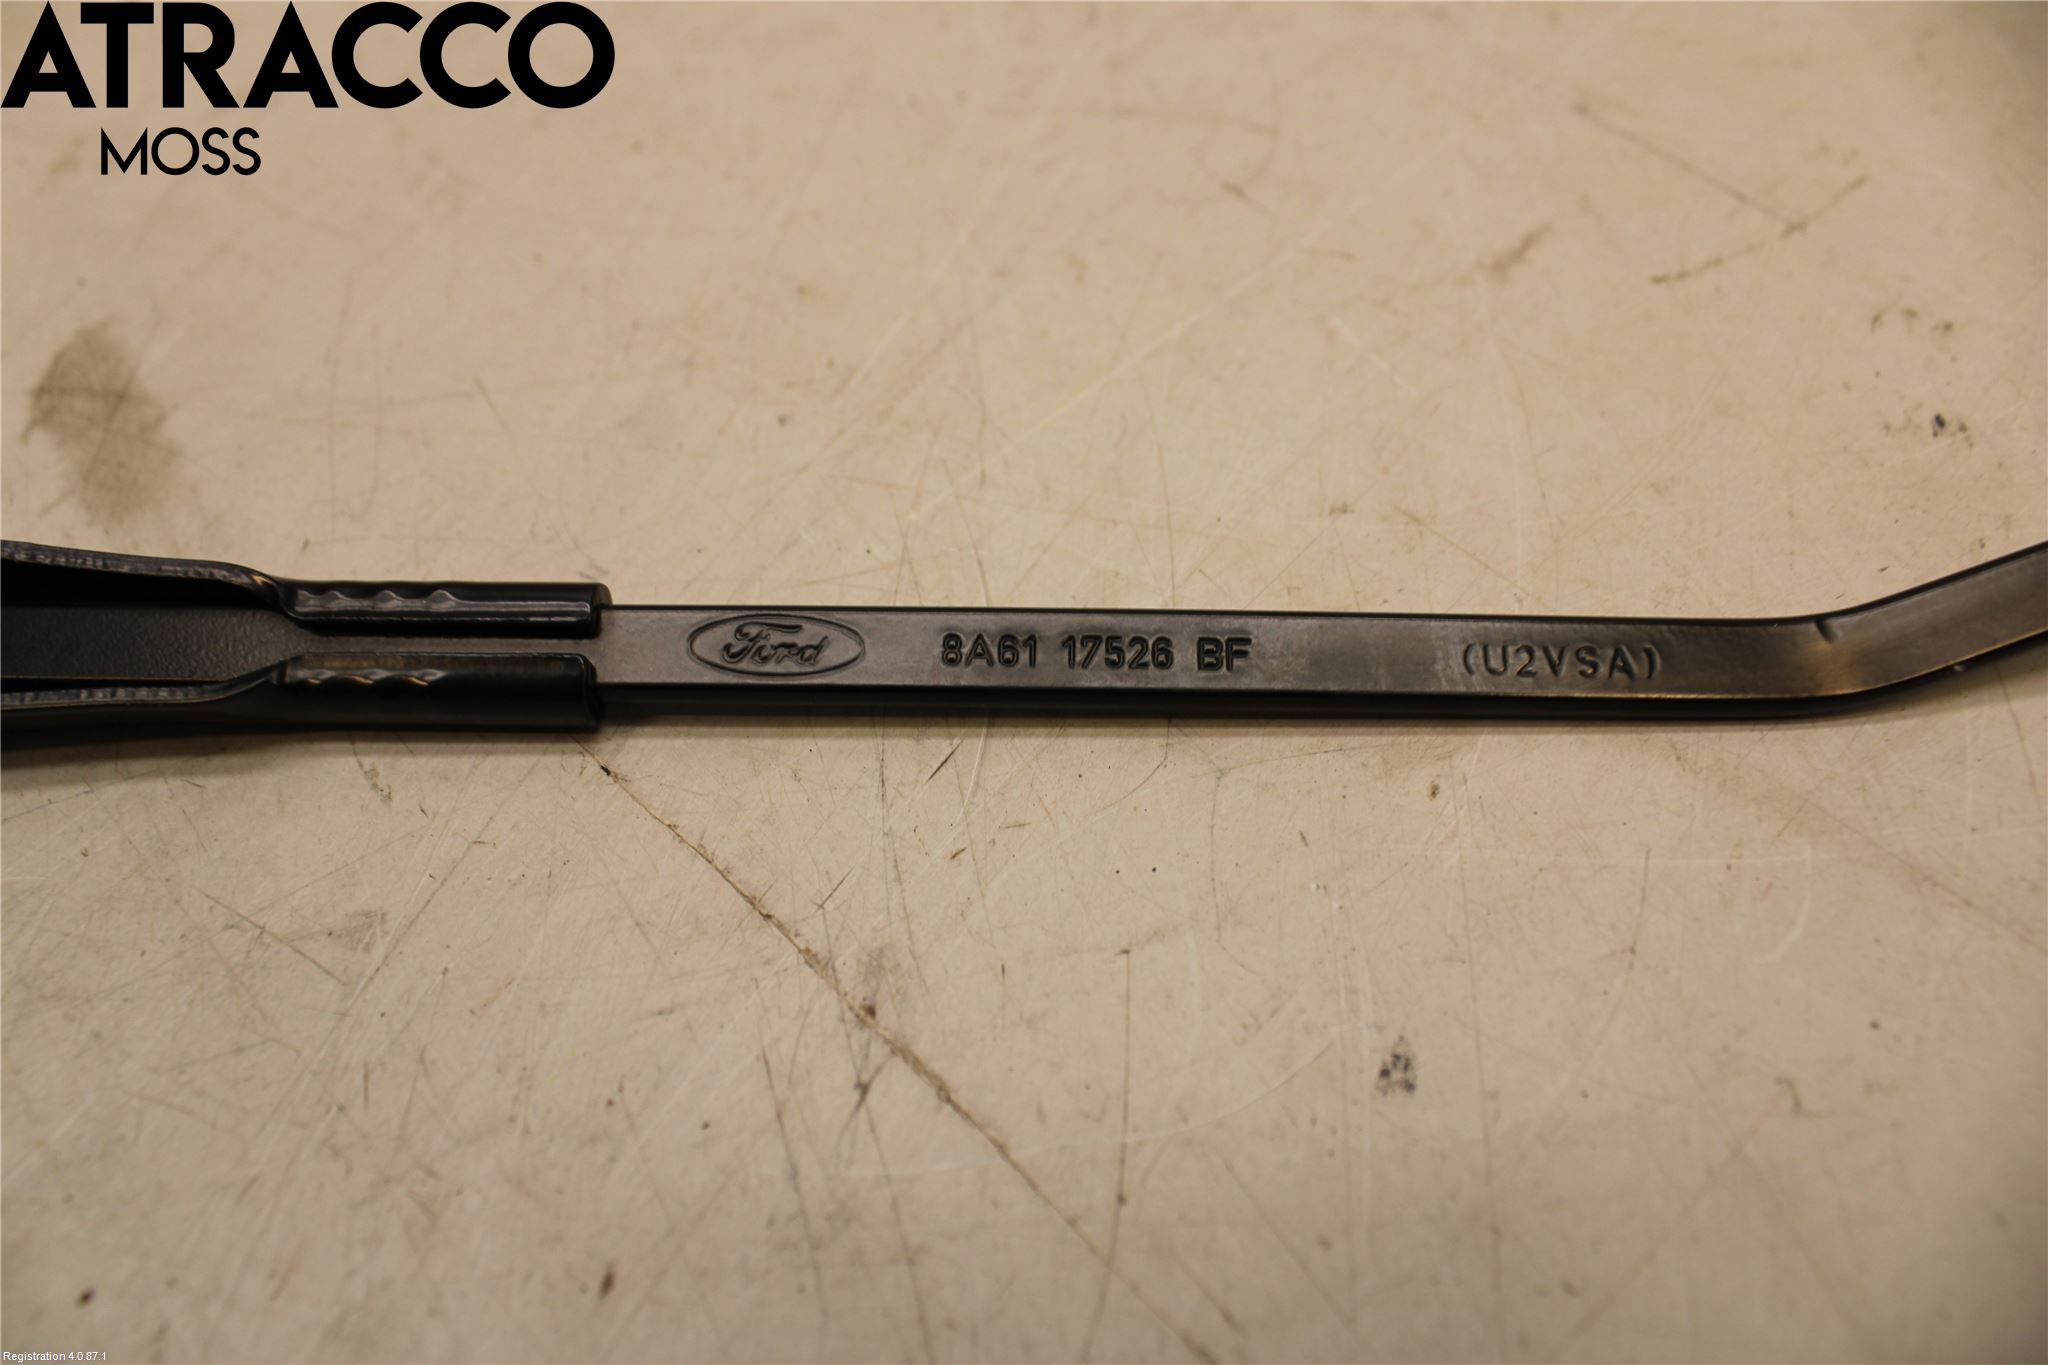 ATRACCO
MOSS
Ford 8A61 17526 BF (U2VSA)
Registration 4.0.87.1